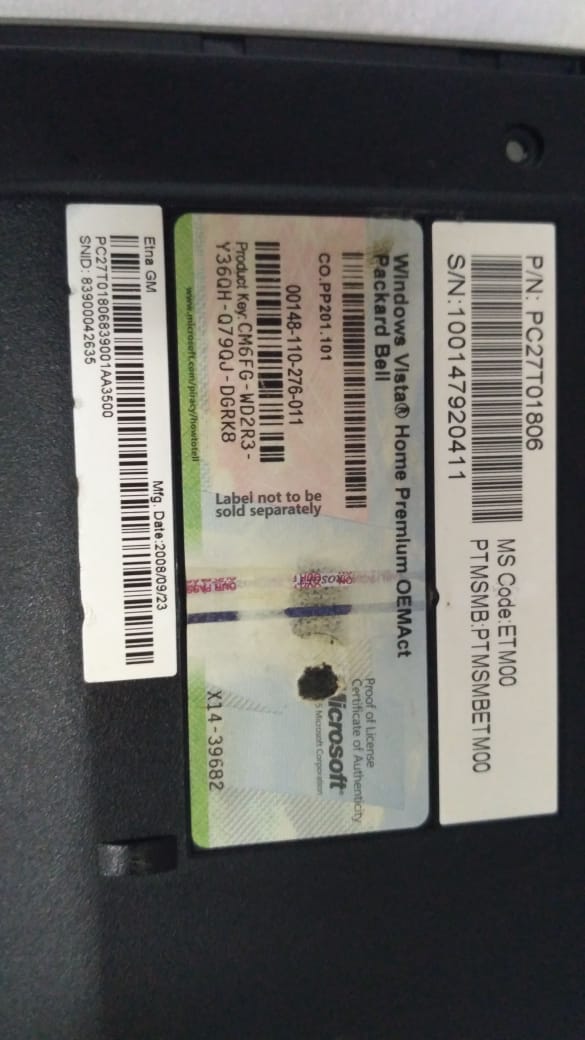 P/N: PC27T01806
S/N:100147920411
MS Code:ETM00
PTMSMB:PTMSMBETM00
Windows Vista® Home Premium OEMAct
Packard Bell
CO.PP201.101
00148-110-276-011
Product Key: CM6FG-WD2R3-
Y36QH-Q79QJ-DGRK8
www.microsoft.com/piracy/howtotell
Label not to be
sold separately
Proof of License
Certificate of Authenticity
Microsoft Corporation
X14-39682
Etna GM
PC27T01806839001AA3500
SNID: 83900042635
Mfg. Date:2008/09/23